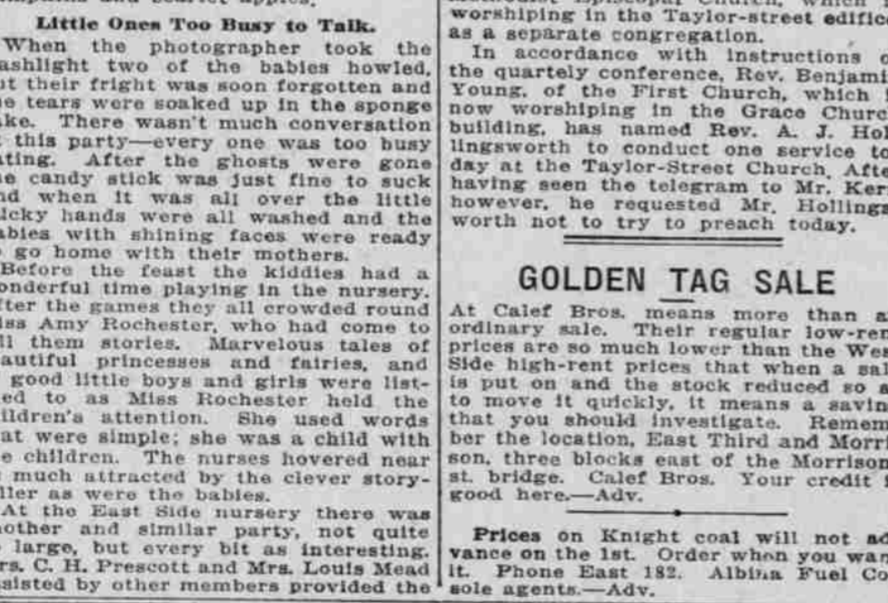 Little Ones Too Busy to Talk.
When the photographer took the
ashlight two of the babies howled,
ut their fright was soon forgotten and
e tears were soaked up in the sponge
ake. There wasn't much conversation
this party—every one was too busy
ating. After the ghosts were gone
e candy stick was just fine to suck
nd when it was all over the little
icky hands were all washed and the
abies with shining faces were ready
go home with their mothers.
Before the feast the kiddies had a
onderful time playing in the nursery.
fter the games they all crowded round
iss Amy Rochester, who had come to
ll them stories. Marvelous tales of
autiful princesses and fairies, and
good little boys and girls were list-
ed to as Miss Rochester held the
ildren's attention. She used words
at were simple; she was a child with
e children. The nurses hovered near
much attracted by the clever story-
ller as were the babies.
At the East Side nursery there was
nother and similar party, not quite
large, but every bit as interesting.
rs. C. H. Prescott and Mrs. Louis Mead
ssisted by other members provided the
worshiping in the Taylor-street edific
as a separate congregation.
In accordance with instructions o
the quartely conference, Rev. Benjami
Young, of the First Church, which
now worshiping in the Grace Churc
building, has named Rev. A. J. Hol
lingsworth to conduct one service to
day at the Taylor-Street Church. Afte
having seen the telegram to Mr. Kerr
however, he requested Mr. Hollings
worth not to try to preach today.
GOLDEN TAG SALE
At Calef Bros. means more than a
ordinary sale. Their regular low-ren
prices are so much lower than the Wes
Side high-rent prices that when a sal
is put on and the stock reduced so a
to move it quickly, it means a savin
that you should investigate. Remem
ber the location, East Third and Morri
son, three blocks east of the Morrison
st. bridge. Calef Bros. Your credit i
good here.—Adv.
Prices on Knight coal will not ad
vance on the 1st. Order when you wan
it. Phone East 182. Albina Fuel Co
sole agents.—Adv.